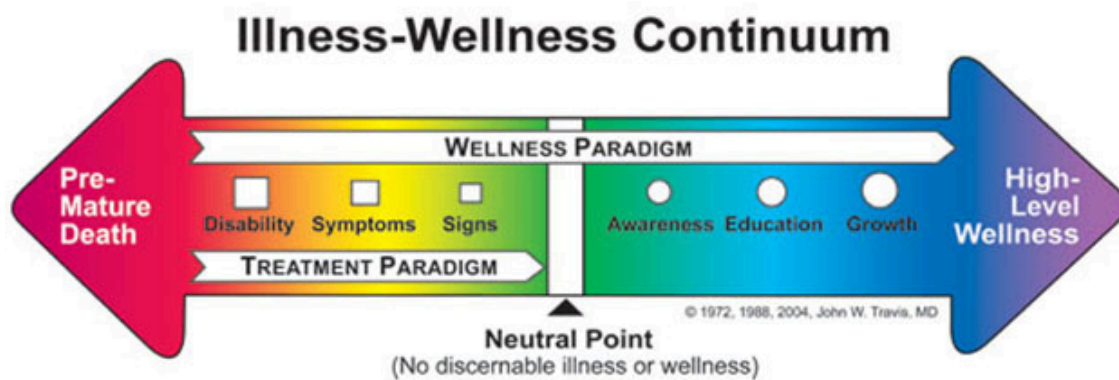 Illness-Wellness Continuum
WELLNESS PARADIGM
Pre-
Mature
Death
Disability Symptoms Signs
Awareness Education Growth
High-
Level
Wellness
TREATMENT PARADIGM
© 1972, 1988, 2004, John W. Travis, MD
Neutral Point
(No discernable illness or wellness)